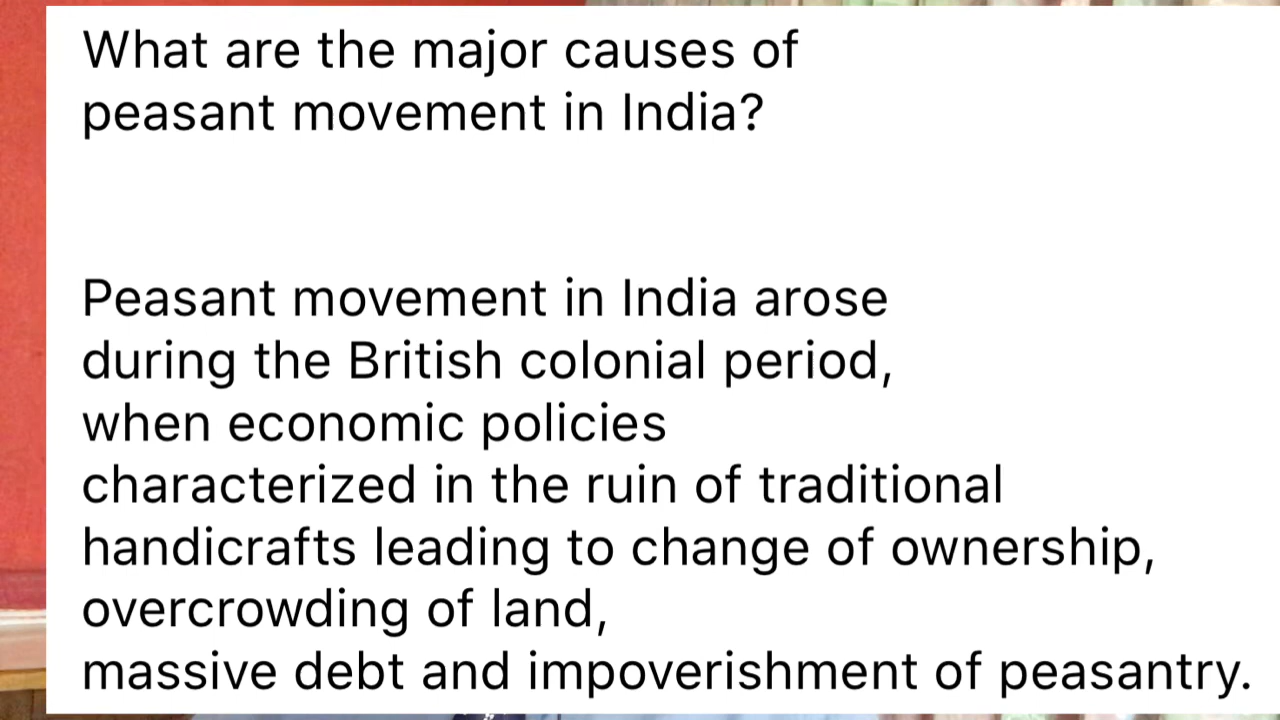 What are the major causes of
peasant movement in India?
Peasant movement in India arose
during the British colonial period,
when economic policies
characterized in the ruin of traditional
handicrafts leading to change of ownership,
overcrowding of land,
massive debt and impoverishment of peasantry.